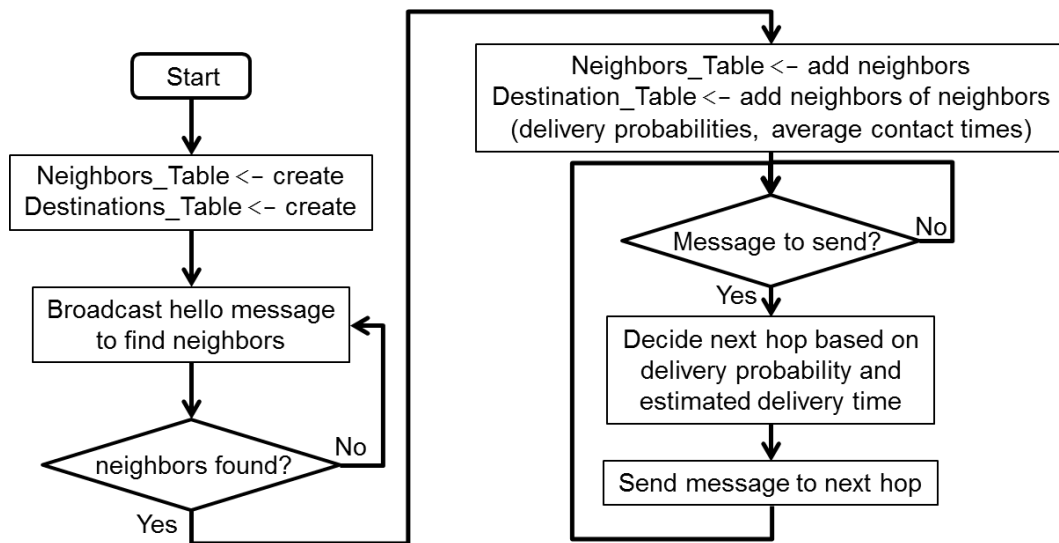 Start
Neighbors_Table <– create
Destinations_Table <– create
Broadcast hello message
to find neighbors
neighbors found?
No
Yes
Neighbors_Table <– add neighbors
Destination_Table <– add neighbors of neighbors
(delivery probabilities, average contact times)
Message to send?
No
Yes
Decide next hop based on
delivery probability and
estimated delivery time
Send message to next hop